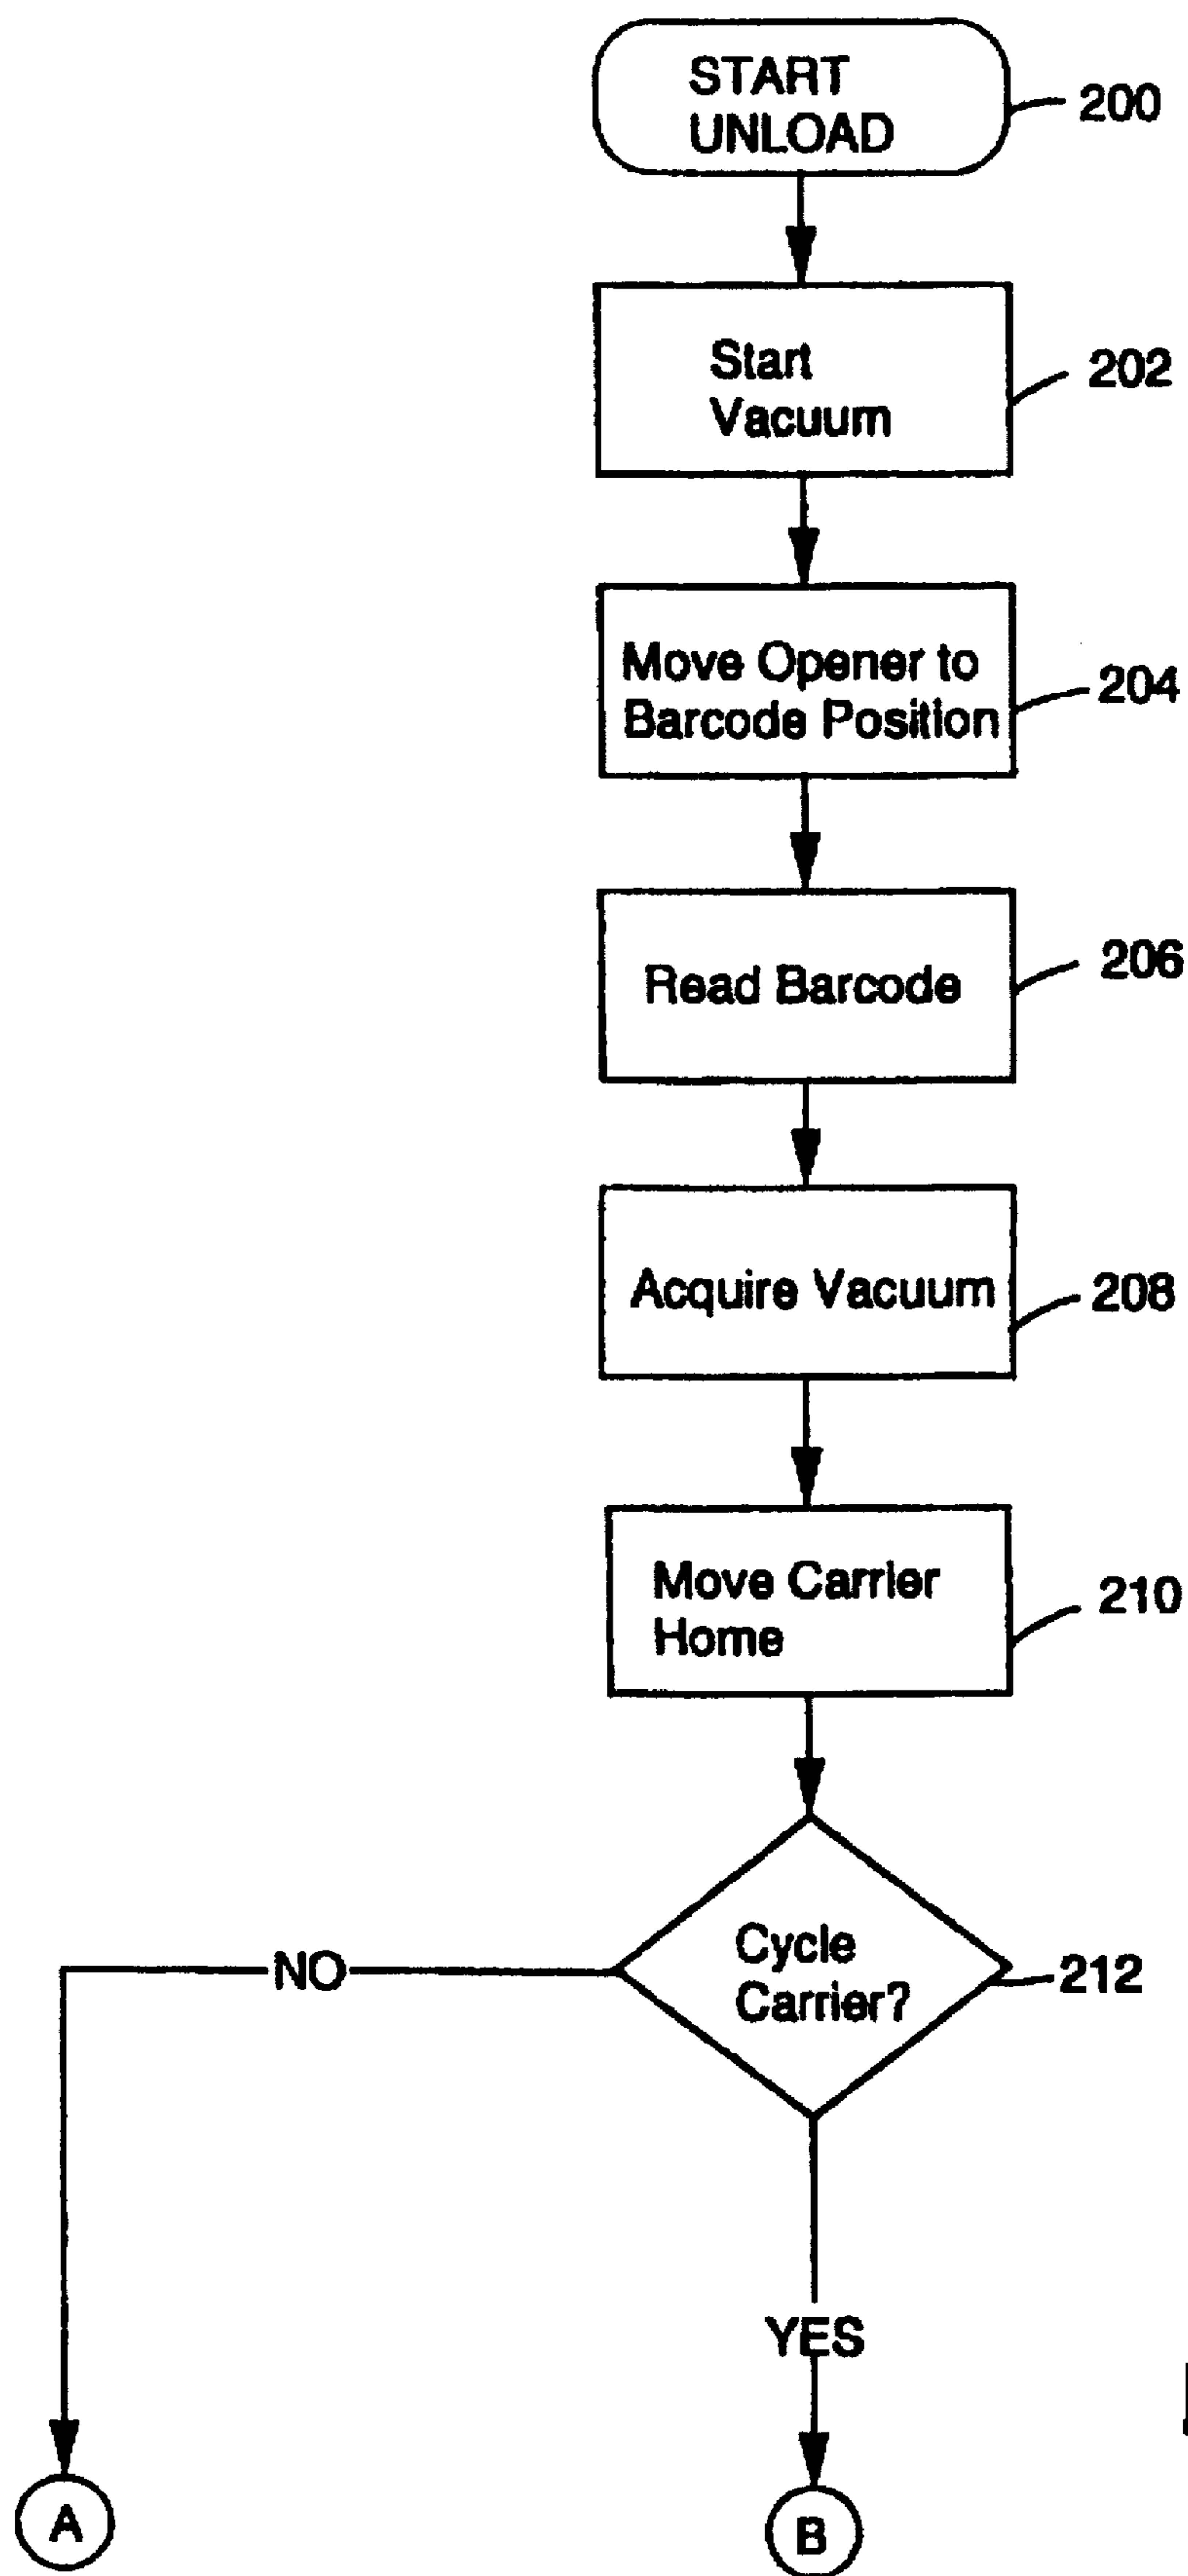 START
UNLOAD
200
Start
Vacuum
202
Move Opener to
Barcode Position
204
Read Barcode
206
Acquire Vacuum
208
Move Carrier
Home
210
Cycle
Carrier?
212
NO
YES
A
B